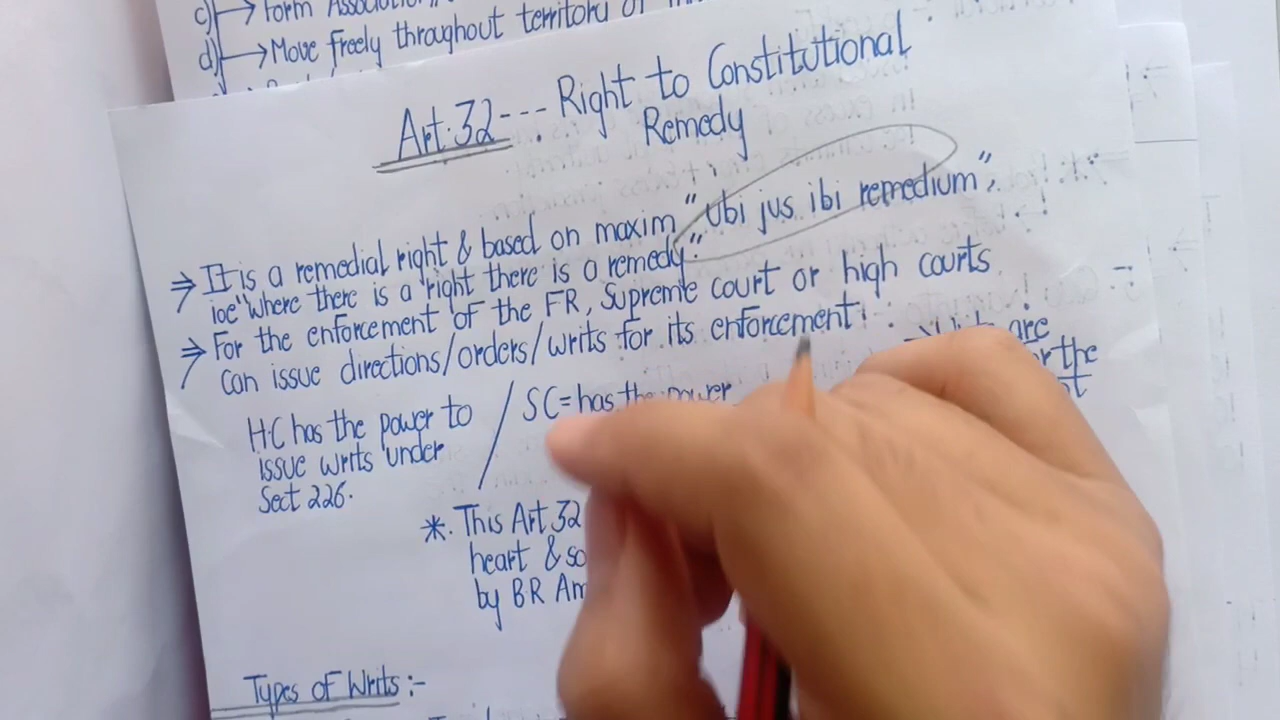 c) → Form
d) → Move freely throughout territory of
Art. 32 --- Right to Constitutional
Remedy
⇒ It is a remedial right & based on maxim "Ubi jus ibi remedium",
ioe "Where there is a right there is a remedy."
⇒ For the enforcement of the FR, Supreme court or high courts
can issue directions/orders/writs for its enforcement.
are
the
H.C has the power to
issue writs under
Sect 226.
SC = has the power
*. This Art 32
heart &
by BR
Types of Writs :-